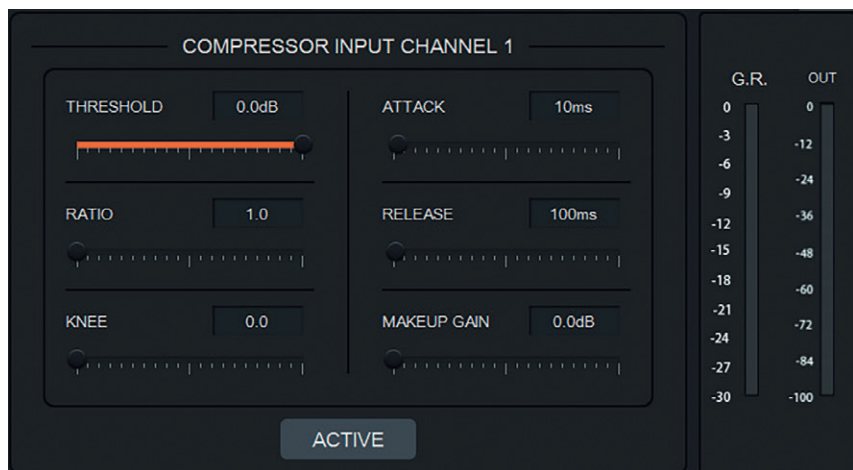 COMPRESSOR INPUT CHANNEL 1
THRESHOLD 0.0dB
ATTACK 10ms
RATIO 1.0
RELEASE 100ms
KNEE 0.0
MAKEUP GAIN 0.0dB
ACTIVE
G.R.
0
-3
-6
-9
-12
-15
-18
-21
-24
-27
-30
OUT
0
-12
-24
-36
-48
-60
-72
-84
-100